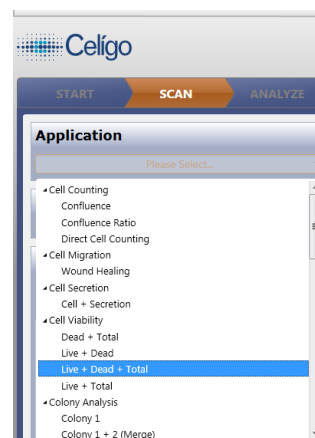 Celígo
START SCAN ANALYZE
Application
Please Select...
Cell Counting
Confluence
Confluence Ratio
Direct Cell Counting
Cell Migration
Wound Healing
Cell Secretion
Cell + Secretion
Cell Viability
Dead + Total
Live + Dead
Live + Dead + Total
Live + Total
Colony Analysis
Colony 1
Colony 1 + 2 (Merge)